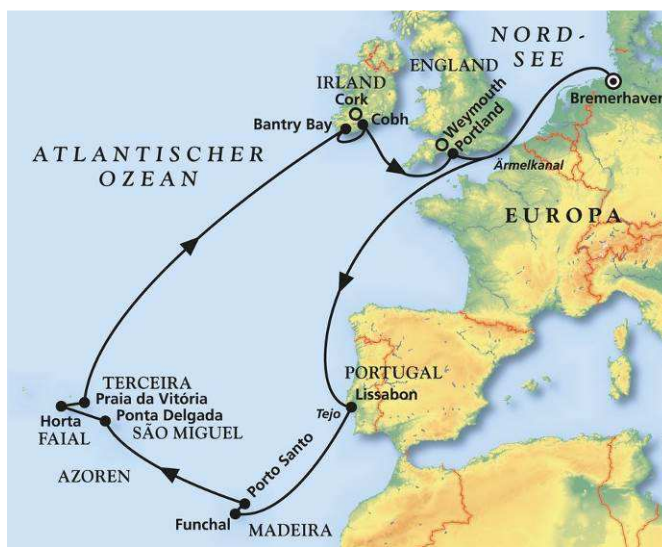 NORD-
SEE
ENGLAND
IRLAND
Cork
Bremerhaven
Weymouth
Portland
Cobh
Bantry Bay
ATLANTISCHER
OZEAN
Ärmelkanal
EUROPA
PORTUGAL
Lissabon
Tejo
TERCEIRA
Praia da Vitória
Horta
Ponta Delgada
FAIAL
SÃO MIGUEL
AZOREN
Porto Santo
Funchal
MADEIRA